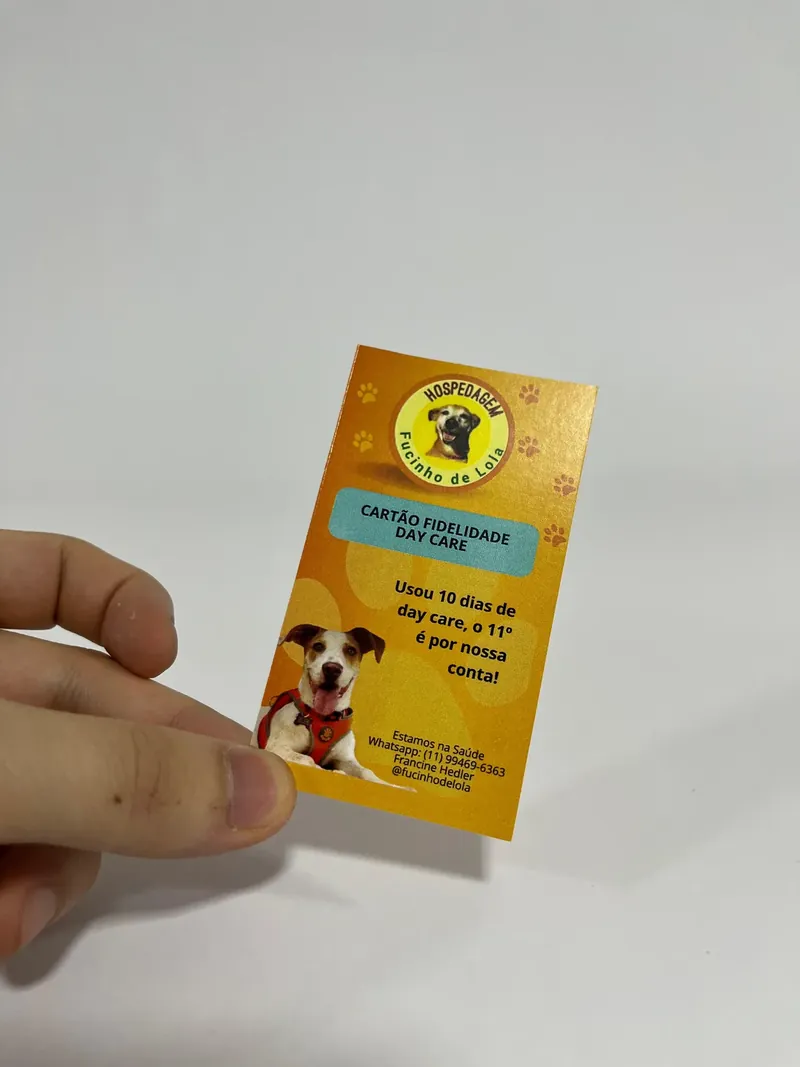 HOSPEDAGEM
Fucinho de Lola
CARTÃO FIDELIDADE
DAY CARE
Usou 10 dias de
day care, o 11º
é por nossa
conta!
Estamos na Saúde
Whatsapp: (11) 99469-6363
Francine Hedler
@fucinhodelola